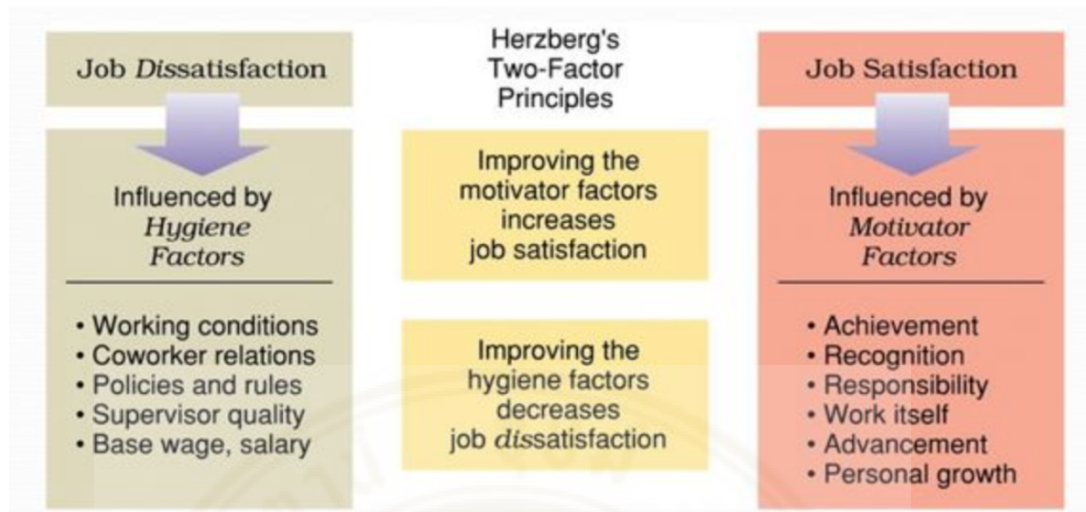 Job Dissatisfaction
Influenced by
Hygiene
Factors
• Working conditions
• Coworker relations
• Policies and rules
• Supervisor quality
• Base wage, salary
Herzberg's
Two-Factor
Principles
Improving the
motivator factors
increases
job satisfaction
Improving the
hygiene factors
decreases
job dissatisfaction
Job Satisfaction
Influenced by
Motivator
Factors
• Achievement
• Recognition
• Responsibility
• Work itself
• Advancement
• Personal growth